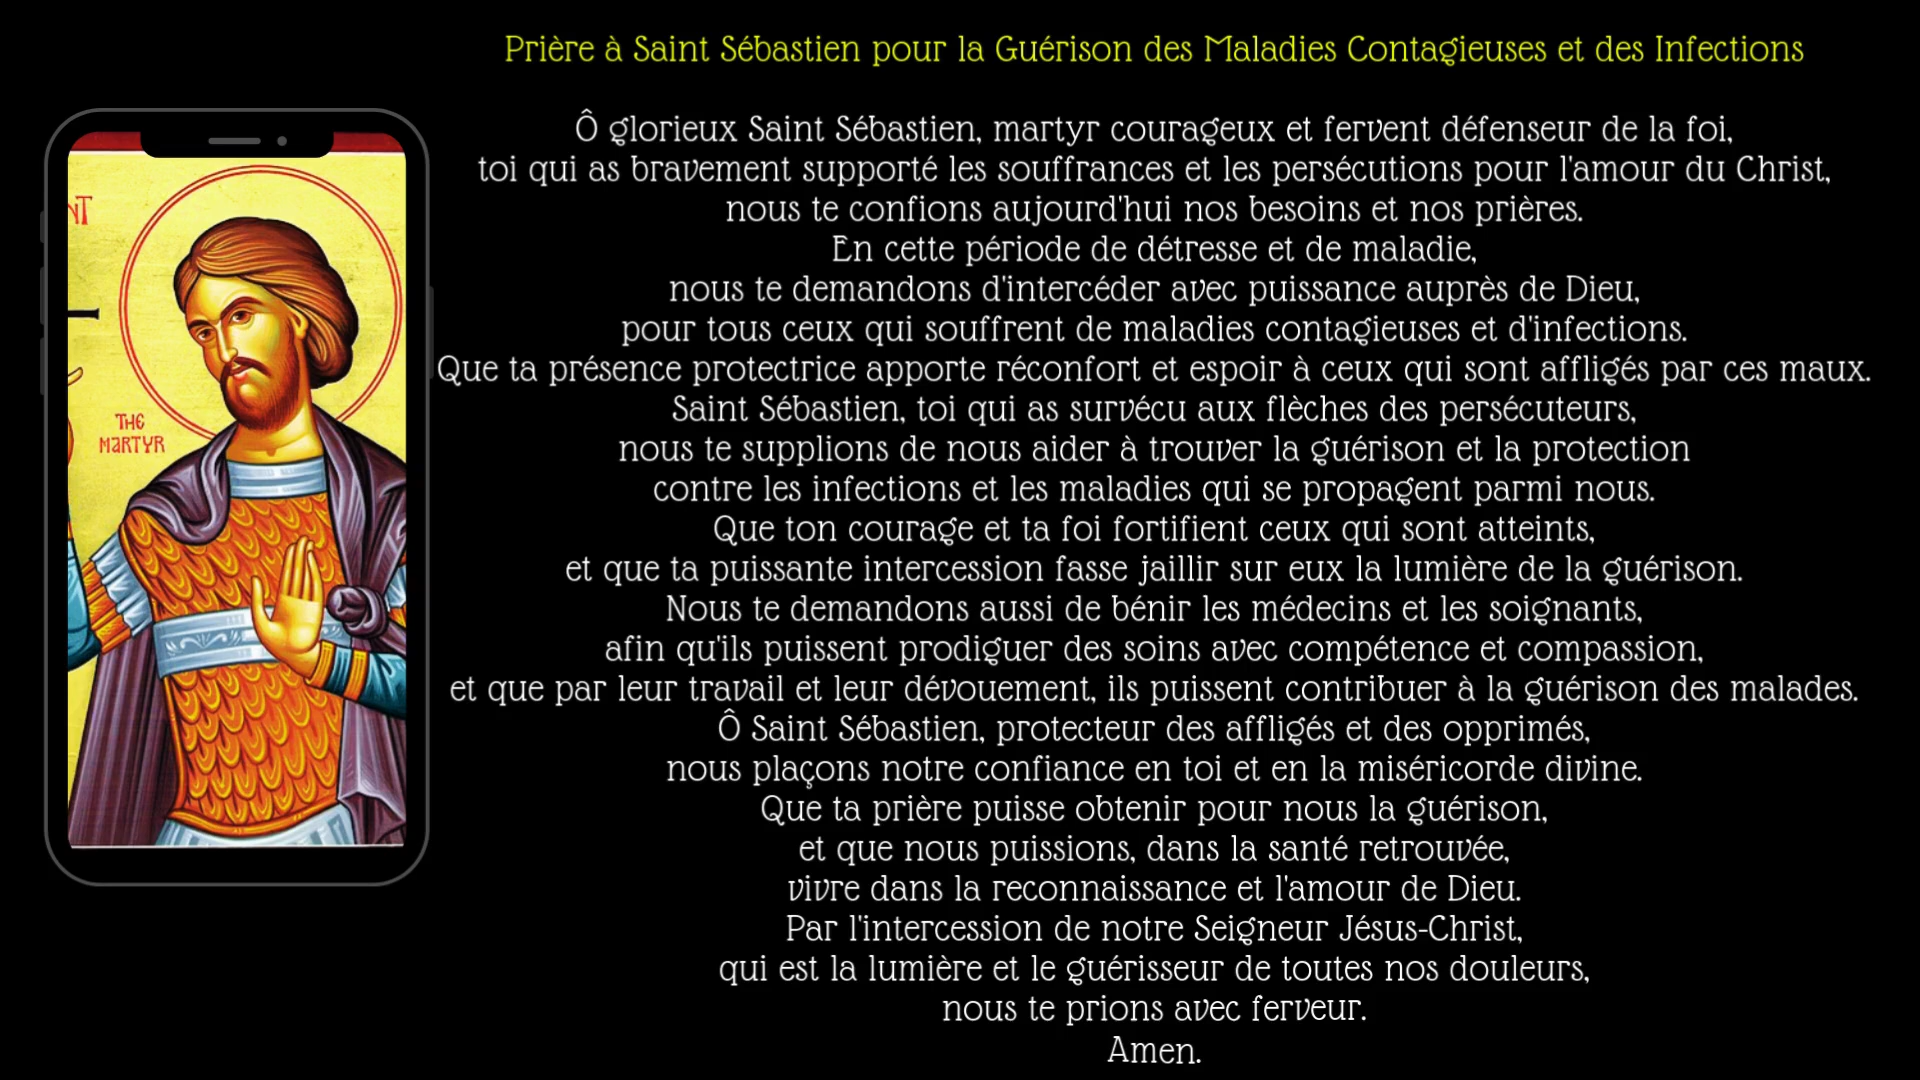 Prière à Saint Sébastien pour la Guérison des Maladies Contagieuses et des Infections
NT
THE
MARTYR
Ô glorieux Saint Sébastien, martyr courageux et fervent défenseur de la foi,
toi qui as bravement supporté les souffrances et les persécutions pour l'amour du Christ,
nous te confions aujourd'hui nos besoins et nos prières.
En cette période de détresse et de maladie,
nous te demandons d'intercéder avec puissance auprès de Dieu,
pour tous ceux qui souffrent de maladies contagieuses et d'infections.
Que ta présence protectrice apporte réconfort et espoir à ceux qui sont affligés par ces maux.
Saint Sébastien, toi qui as survécu aux flèches des persécuteurs,
nous te supplions de nous aider à trouver la guérison et la protection
contre les infections et les maladies qui se propagent parmi nous.
Que ton courage et ta foi fortifient ceux qui sont atteints,
et que ta puissante intercession fasse jaillir sur eux la lumière de la guérison.
Nous te demandons aussi de bénir les médecins et les soignants,
afin qu'ils puissent prodiguer des soins avec compétence et compassion,
et que par leur travail et leur dévouement, ils puissent contribuer à la guérison des malades.
Ô Saint Sébastien, protecteur des affligés et des opprimés,
nous plaçons notre confiance en toi et en la miséricorde divine.
Que ta prière puisse obtenir pour nous la guérison,
et que nous puissions, dans la santé retrouvée,
vivre dans la reconnaissance et l'amour de Dieu.
Par l'intercession de notre Seigneur Jésus-Christ,
qui est la lumière et le guérisseur de toutes nos douleurs,
nous te prions avec ferveur.
Amen.